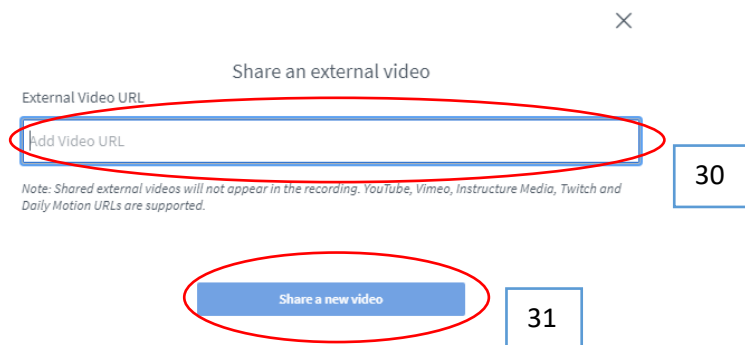 Share an external video
External Video URL
Add Video URL
30
Note: Shared external videos will not appear in the recording. YouTube, Vimeo, Instructure Media, Twitch and
Daily Motion URLs are supported.
Share a new video
31